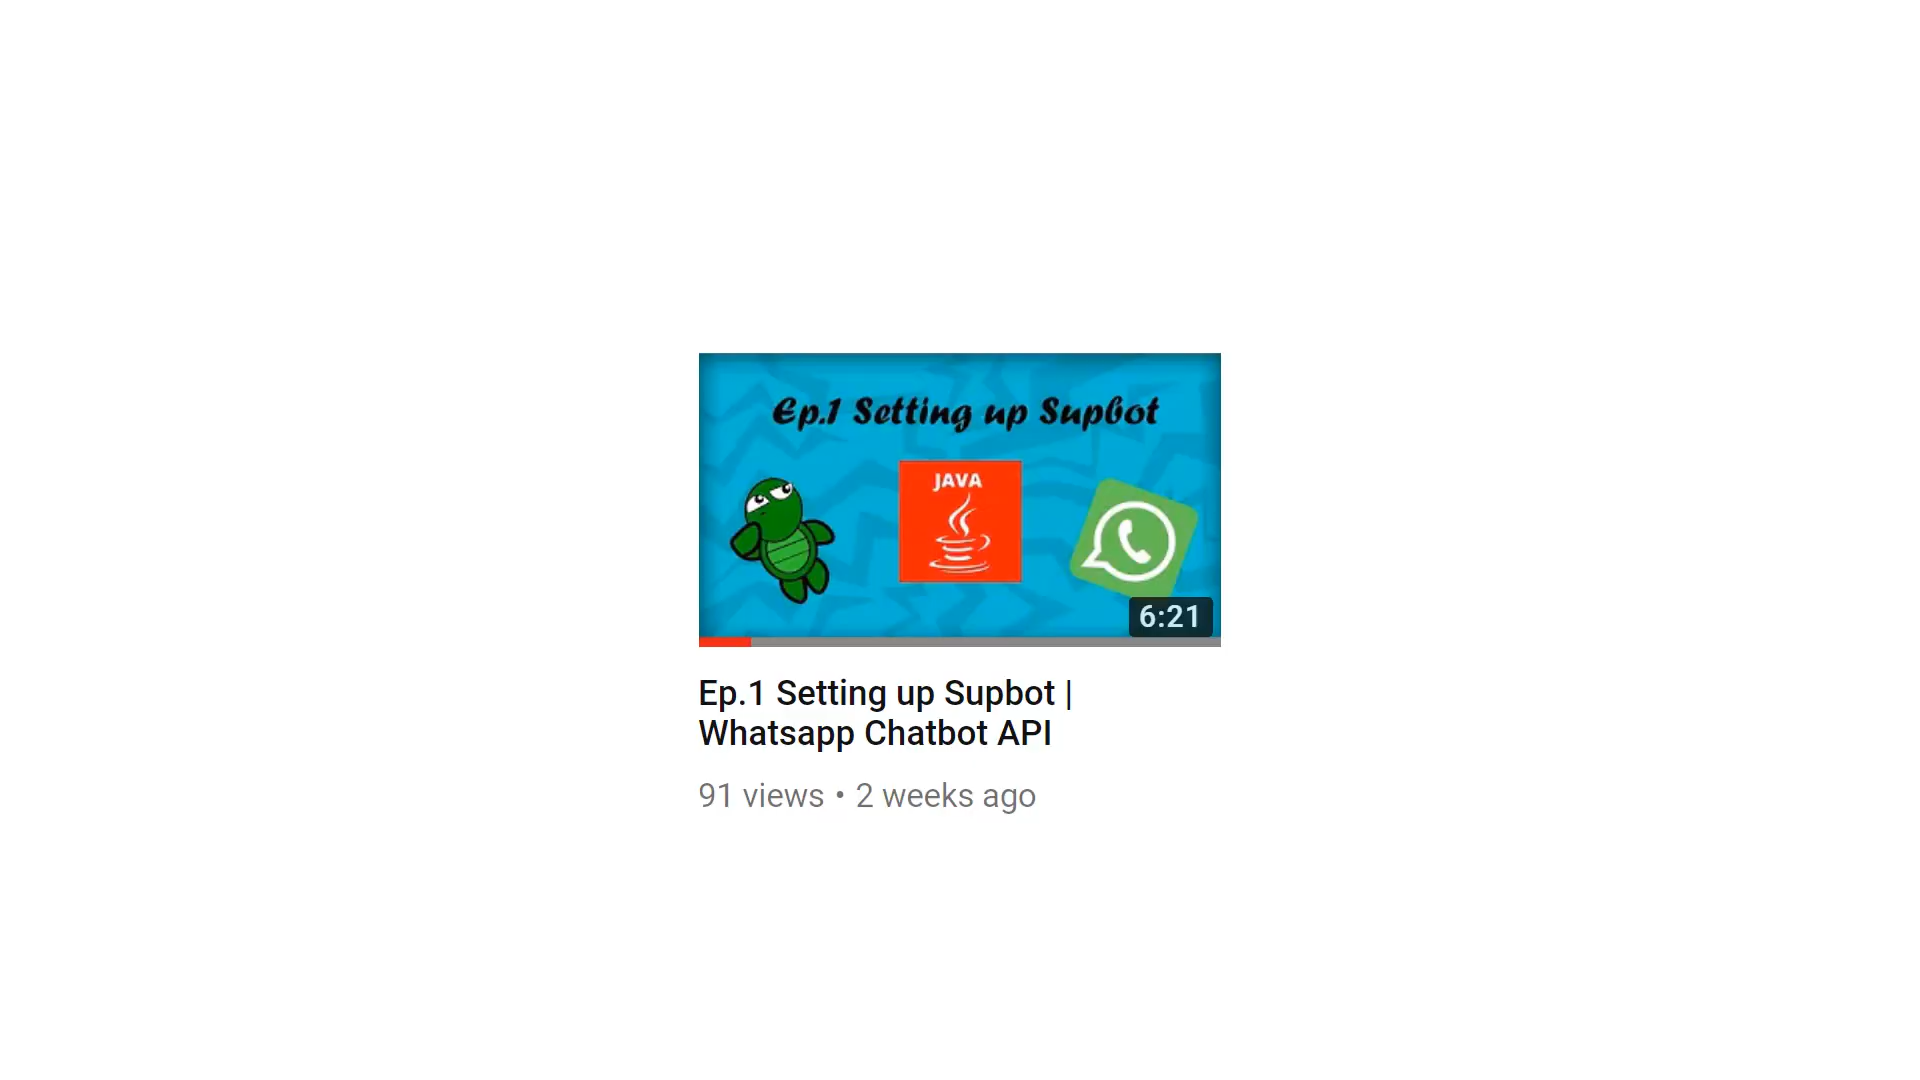 Ep.1 Setting up Supbot
JAVA
6:21
Ep.1 Setting up Supbot |
Whatsapp Chatbot API
91 views • 2 weeks ago